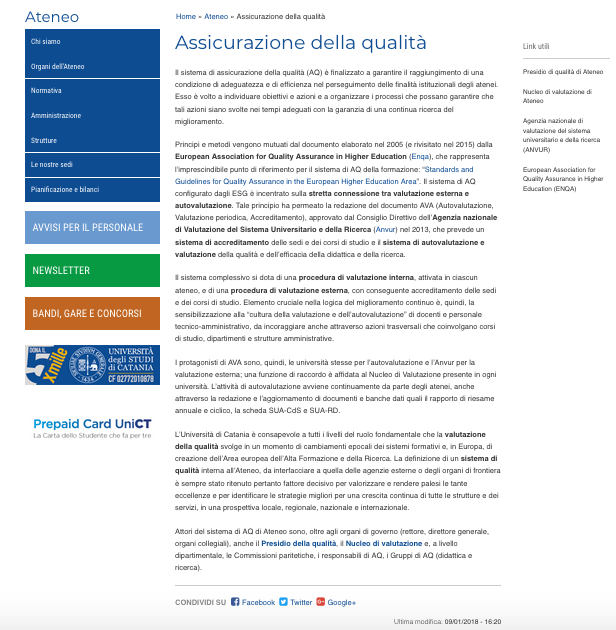 Ateneo
Chi siamo
Organi dell'Ateneo
Normativa
Amministrazione
Strutture
Le nostre sedi
Pianificazione e bilanci
AVVISI PER IL PERSONALE
NEWSLETTER
BANDI, GARE E CONCORSI
DONA IL
5Xmille
UNIVERSITÀ
degli STUDI
di CATANIA
CF 02772010878
Prepaid Card UniCT
La Carta dello Studente che fa per tre
Home » Ateneo » Assicurazione della qualità
Assicurazione della qualità
Il sistema di assicurazione della qualità (AQ) è finalizzato a garantire il raggiungimento di una
condizione di adeguatezza e di efficienza nel perseguimento delle finalità istituzionali degli atenei.
Esso è volto a individuare obiettivi e azioni e a organizzare i processi che possano garantire che
tali azioni siano svolte nei tempi adeguati con la garanzia di una continua ricerca del
miglioramento.
Principi e metodi vengono mutuati dal documento elaborato nel 2005 (e rivisitato nel 2015) dalla
European Association for Quality Assurance in Higher Education (Enqa), che rappresenta
l'imprescindibile punto di riferimento per il sistema di AQ della formazione: "Standards and
Guidelines for Quality Assurance in the European Higher Education Area". Il sistema di AQ
configurato dagli ESG è incentrato sulla stretta connessione tra valutazione esterna e
autovalutazione. Tale principio ha permeato la redazione del documento AVA (Autovalutazione,
Valutazione periodica, Accreditamento), approvato dal Consiglio Direttivo dell'Agenzia nazionale
di Valutazione del Sistema Universitario e della Ricerca (Anvur) nel 2013, che prevede un
sistema di accreditamento delle sedi e dei corsi di studio e il sistema di autovalutazione e
valutazione della qualità e dell'efficacia della didattica e della ricerca.
Il sistema complessivo si dota di una procedura di valutazione interna, attivata in ciascun
ateneo, e di una procedura di valutazione esterna, con conseguente accreditamento delle sedi
e dei corsi di studio. Elemento cruciale nella logica del miglioramento continuo è, quindi, la
sensibilizzazione alla "cultura della valutazione e dell'autovalutazione" di docenti e personale
tecnico-amministrativo, da incoraggiare anche attraverso azioni trasversali che coinvolgano corsi
di studio, dipartimenti e strutture amministrative.
I protagonisti di AVA sono, quindi, le università stesse per l'autovalutazione e l'Anvur per la
valutazione esterna; una funzione di raccordo è affidata al Nucleo di Valutazione presente in ogni
università. L'attività di autovalutazione avviene continuamente da parte degli atenei, anche
attraverso la redazione e l'aggiornamento di documenti e banche dati quali il rapporto di riesame
annuale e ciclico, la scheda SUA-CdS e SUA-RD.
L'Università di Catania è consapevole a tutti i livelli del ruolo fondamentale che la valutazione
della qualità svolge in un momento di cambiamenti epocali dei sistemi formativi e, in Europa, di
creazione dell'Area europea dell'Alta Formazione e della Ricerca. La definizione di un sistema di
qualità interna all'Ateneo, da interfacciare a quella delle agenzie esterne o degli organi di frontiera
è sempre stato ritenuto pertanto fattore decisivo per valorizzare e rendere palesi le tante
eccellenze e per identificare le strategie migliori per una crescita continua di tutte le strutture e dei
servizi, in una prospettiva locale, regionale, nazionale e internazionale.
Attori del sistema di AQ di Ateneo sono, oltre agli organi di governo (rettore, direttore generale,
organi collegiali), anche il Presidio della qualità, il Nucleo di valutazione e, a livello
dipartimentale, le Commissioni paritetiche, i responsabili di AQ, i Gruppi di AQ (didattica e
ricerca).
CONDIVIDI SU Facebook Twitter Google+
Ultima modifica: 09/01/2018 - 16:20
Link utili
Presidio di qualità di Ateneo
Nucleo di valutazione di
Ateneo
Agenzia nazionale di
valutazione del sistema
universitario e della ricerca
(ANVUR)
European Association for
Quality Assurance in Higher
Education (ENQA)